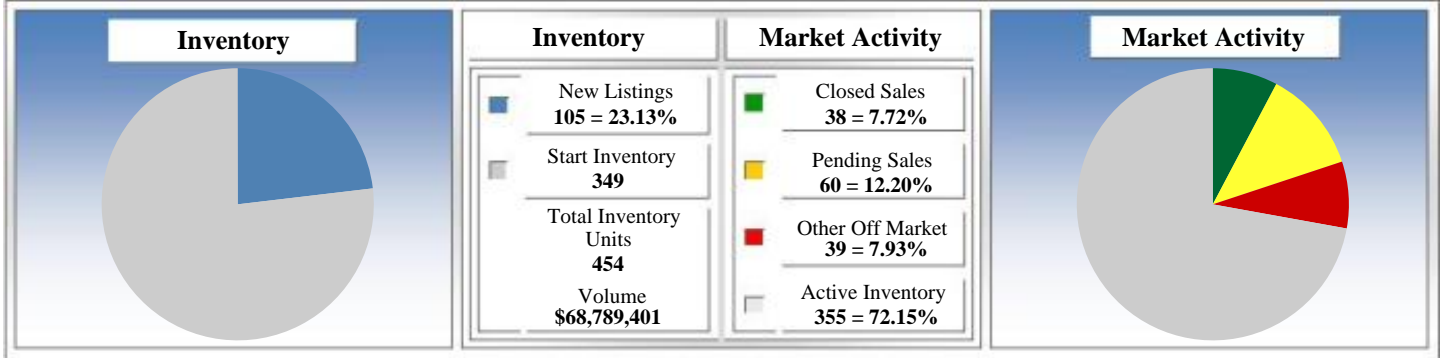 Inventory
Inventory
Market Activity
Market Activity
New Listings
105 = 23.13%
Start Inventory
349
Total Inventory
Units
454
Volume
$68,789,401
Closed Sales
38 = 7.72%
Pending Sales
60 = 12.20%
Other Off Market
39 = 7.93%
Active Inventory
355 = 72.15%